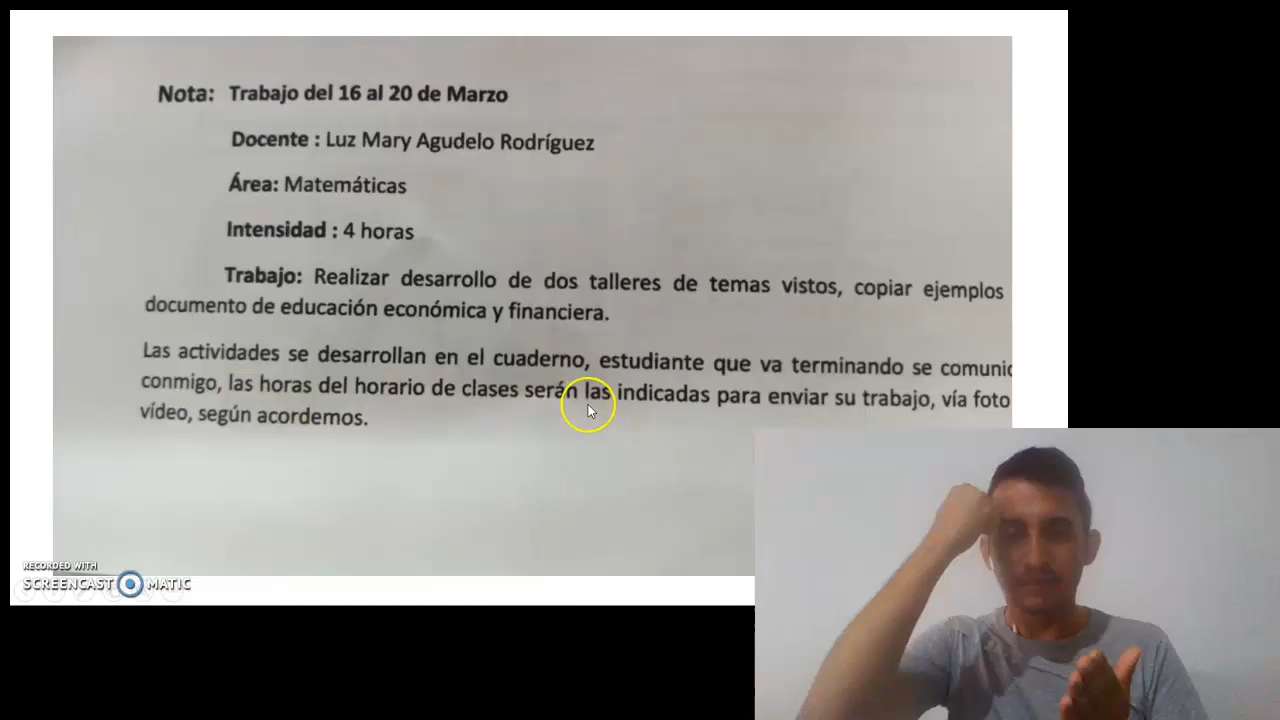 Nota: Trabajo del 16 al 20 de Marzo
Docente : Luz Mary Agudelo Rodríguez
Área: Matemáticas
Intensidad : 4 horas
Trabajo: Realizar desarrollo de dos talleres de temas vistos, copiar ejemplos
documento de educación económica y financiera.
Las actividades se desarrollan en el cuaderno, estudiante que va terminando se
conmigo, las horas del horario de clases serán las indicadas para enviar su trabajo, vía foto
vídeo, según acordemos.
RECORDED WITH
SCREENCAST MATIC